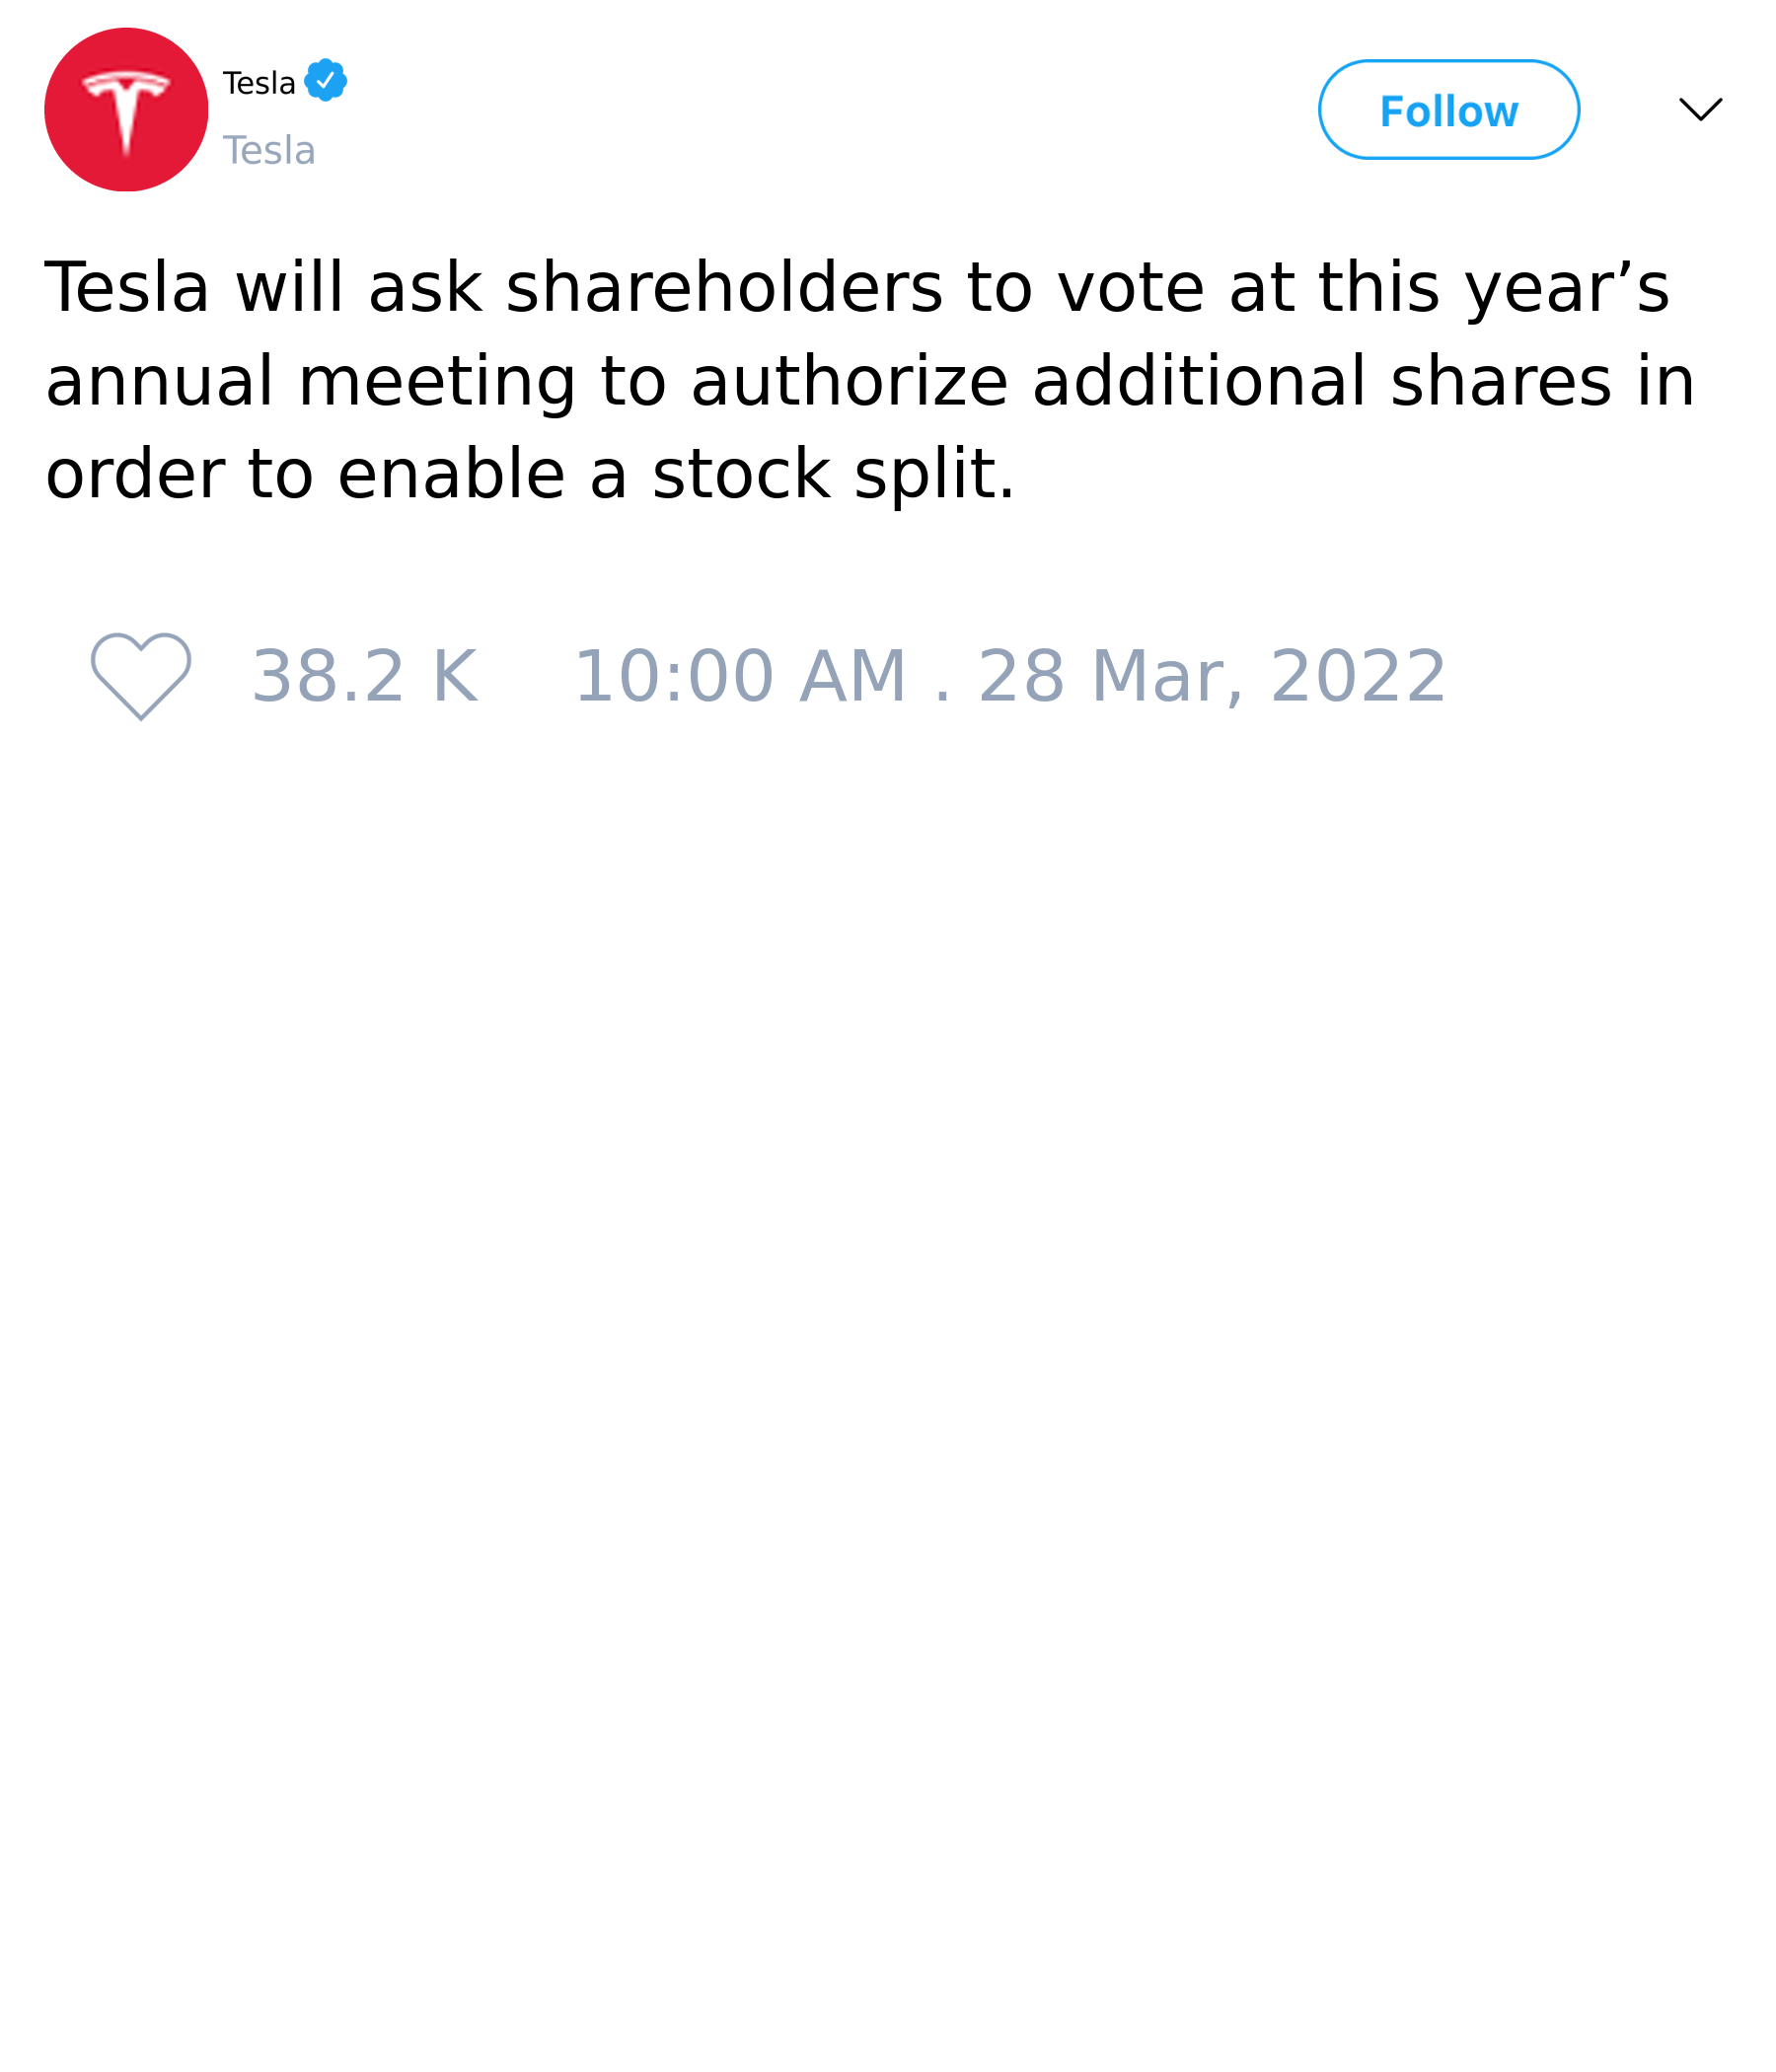 Tesla
Tesla
Follow
Tesla will ask shareholders to vote at this year’s
annual meeting to authorize additional shares in
order to enable a stock split.
38.2 K 10:00 AM . 28 Mar, 2022